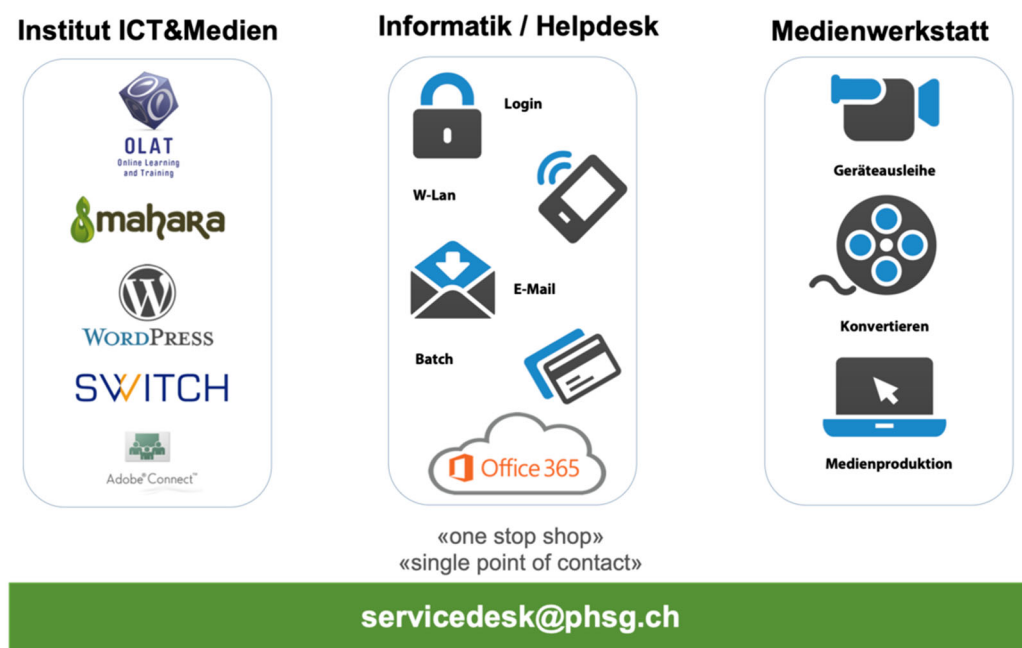 Institut ICT&Medien
OLAT
Online Learning
and Training
mahara
WORDPRESS
SWITCH
Adobe® Connect™
Informatik / Helpdesk
Login
W-Lan
E-Mail
Batch
Office 365
Medienwerkstatt
Geräteausleihe
Konvertieren
Medienproduktion
«one stop shop»
«single point of contact»
servicedesk@phsg.ch